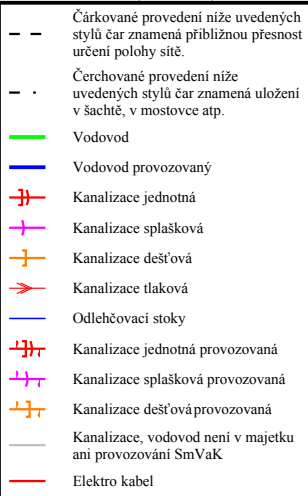 Čárkované provedení níže uvedených
stylů čar znamená přibližnou přesnost
určení polohy sítě.
Čerchované provedení níže
uvedených stylů čar znamená uložení
v šachtě, v mostovce atp.
Vodovod
Vodovod provozovaný
Kanalizace jednotná
Kanalizace splašková
Kanalizace dešťová
Kanalizace tlaková
Odlehčovací stoky
Kanalizace jednotná provozovaná
Kanalizace splašková provozovaná
Kanalizace dešťová provozovaná
Kanalizace, vodovod není v majetku
ani provozování SmVaK
Elektro kabel